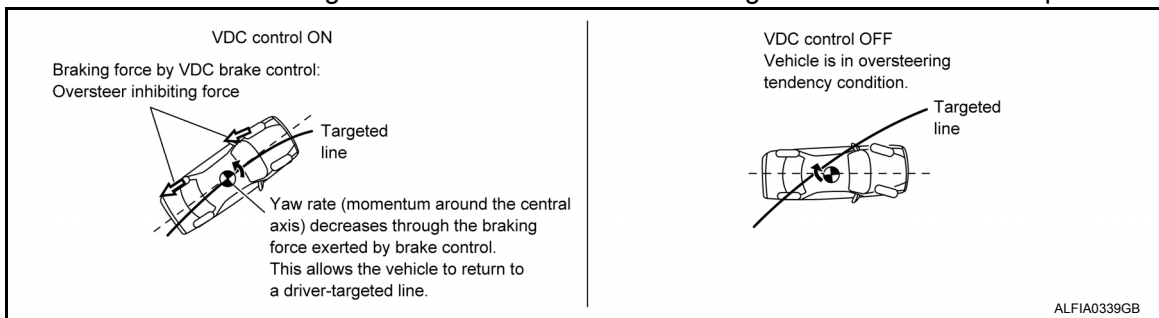 VDC control ON
Braking force by VDC brake control:
Oversteer inhibiting force
Targeted
line
Yaw rate (momentum around the central
axis) decreases through the braking
force exerted by brake control.
This allows the vehicle to return to
a driver-targeted line.
VDC control OFF
Vehicle is in oversteering
tendency condition.
Targeted
line
ALFIA0339GB